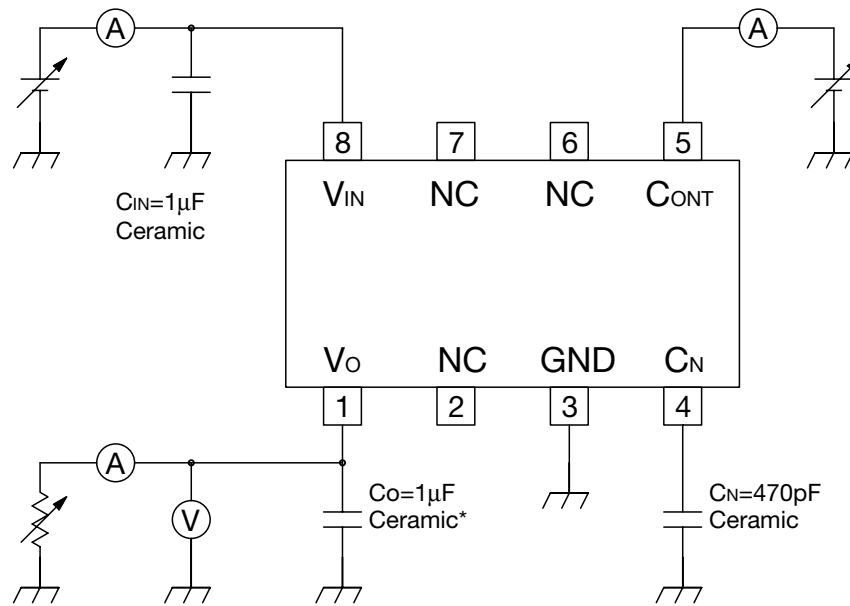 A
A
8
7
6
5
VIN
NC
NC
CONT
CIN=1μF
Ceramic
VO
NC
GND
CN
1
2
3
4
A
V
Co=1μF
Ceramic*
CN=470pF
Ceramic